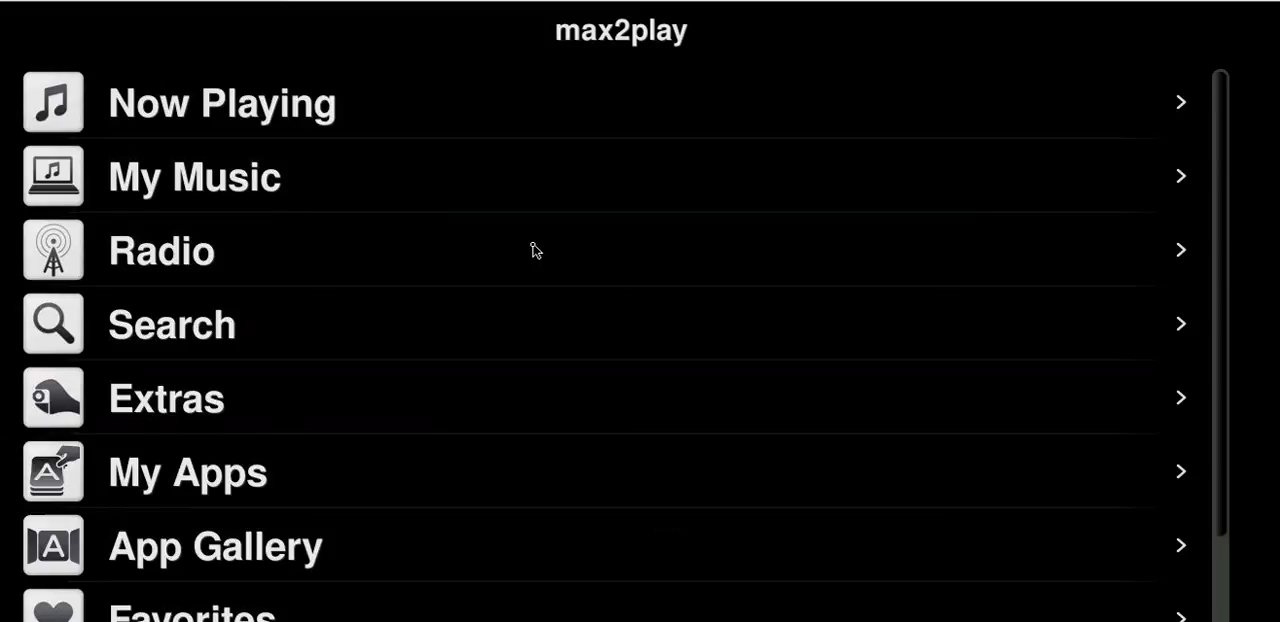 max2play
Now Playing
My Music
Radio
Search
Extras
My Apps
App Gallery
Favorites